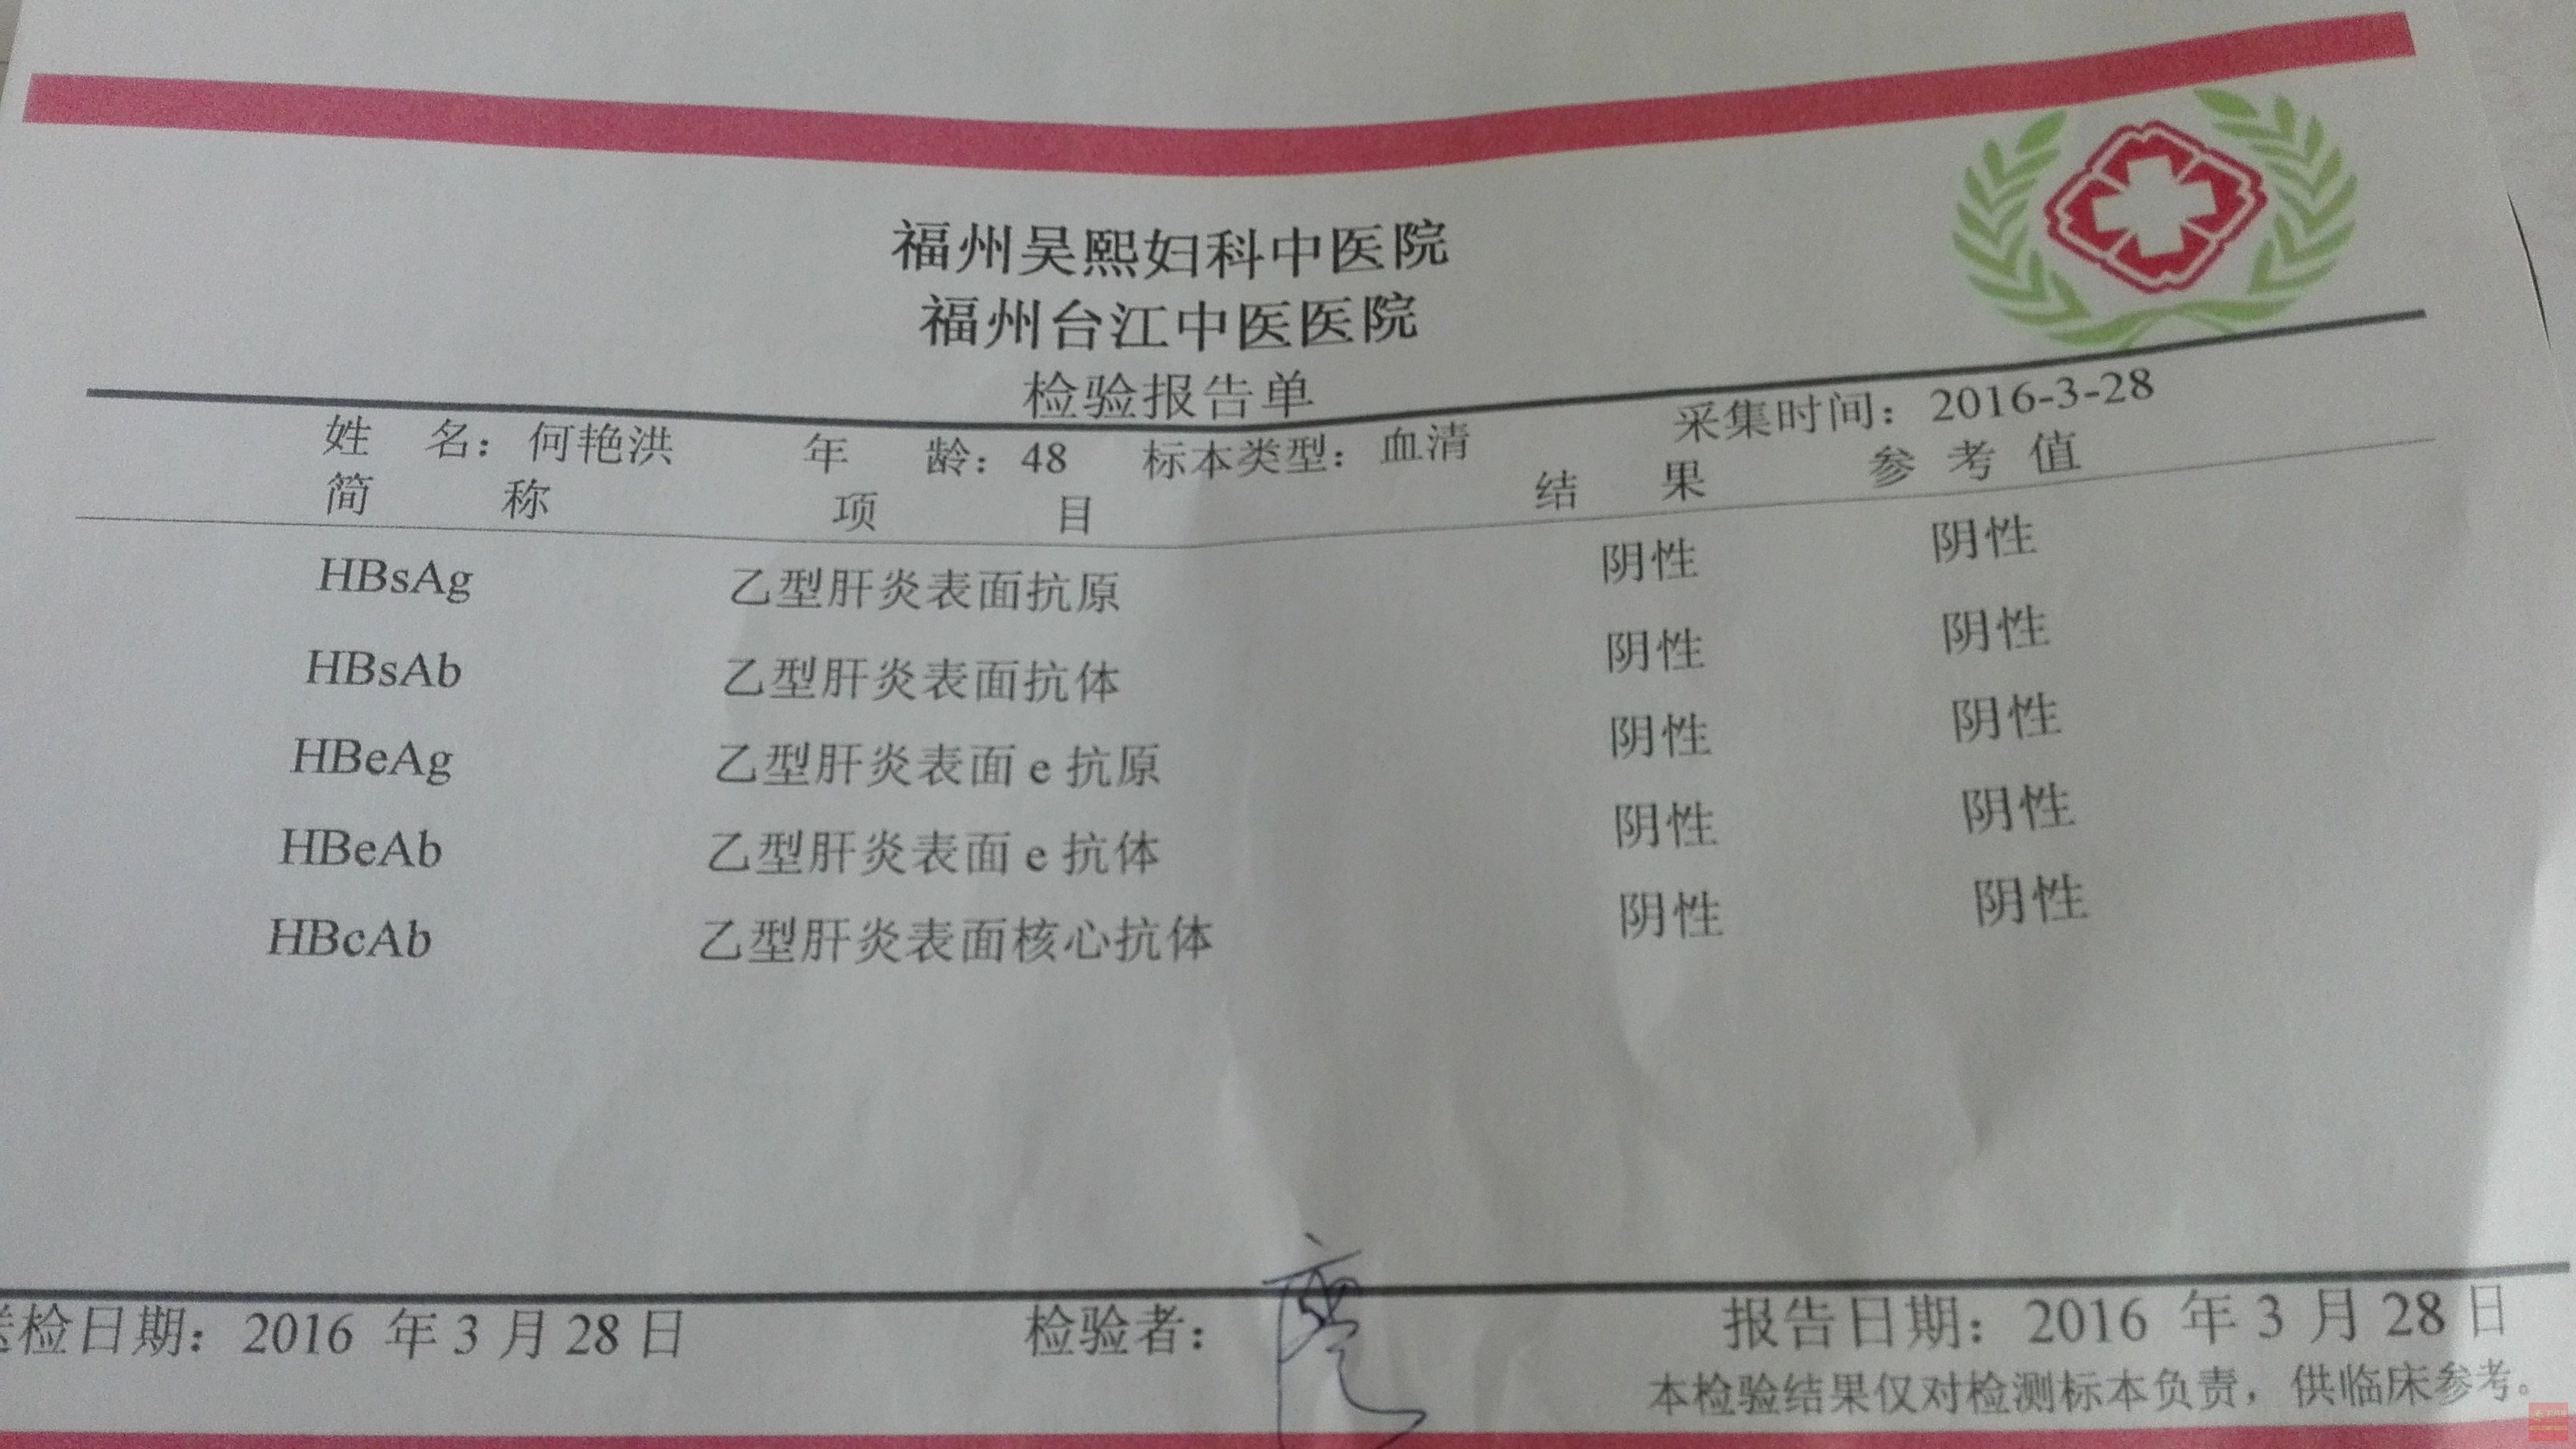 福州吴熙妇科中医院
福州台江中医医院
检验报告单
姓 名：何艳洪 年 龄：48 标本类型：血清 采集时间：2016-3-28
简 称 项 目 结 果 参 考 值
HBsAg 乙型肝炎表面抗原 阴性 阴性
HBsAb 乙型肝炎表面抗体 阴性 阴性
HBeAg 乙型肝炎表面 e 抗原 阴性 阴性
HBeAb 乙型肝炎表面 e 抗体 阴性 阴性
HBcAb 乙型肝炎表面核心抗体 阴性 阴性
送检日期：2016 年 3 月 28 日 检验者： 报告日期：2016 年 3 月 28 日
本检验结果仅对检测标本负责，供临床参考。